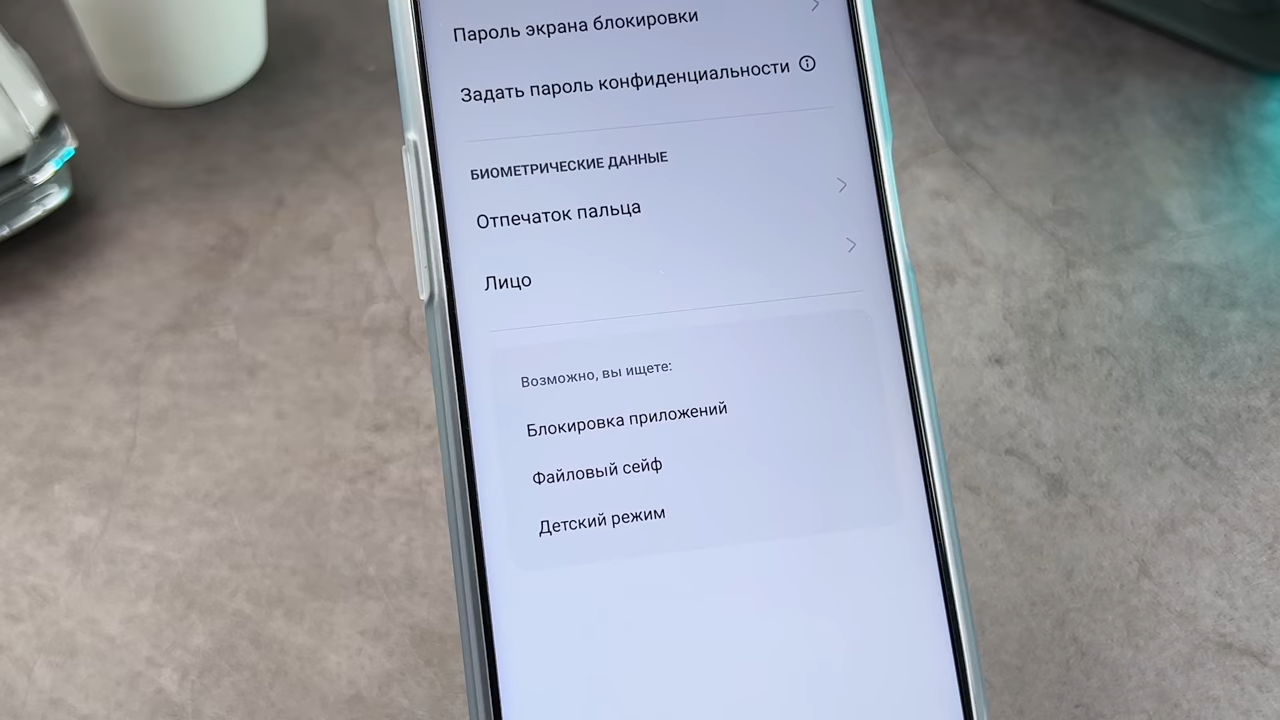 Пароль экрана блокировки
Задать пароль конфиденциальности
БИОМЕТРИЧЕСКИЕ ДАННЫЕ
Отпечаток пальца
Лицо
Возможно, вы ищете:
Блокировка приложений
Файловый сейф
Детский режим